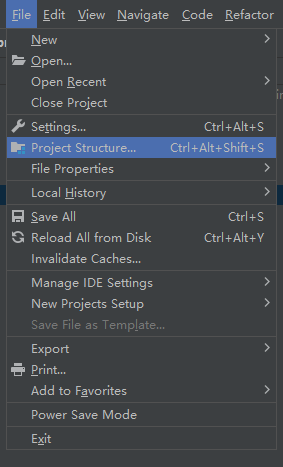 File Edit View Navigate Code Refactor
New
Open...
Open Recent
Close Project
Settings... Ctrl+Alt+S
Project Structure... Ctrl+Alt+Shift+S
File Properties
Local History
Save All Ctrl+S
Reload All from Disk Ctrl+Alt+Y
Invalidate Caches...
Manage IDE Settings
New Projects Setup
Save File as Template...
Export
Print...
Add to Favorites
Power Save Mode
Exit